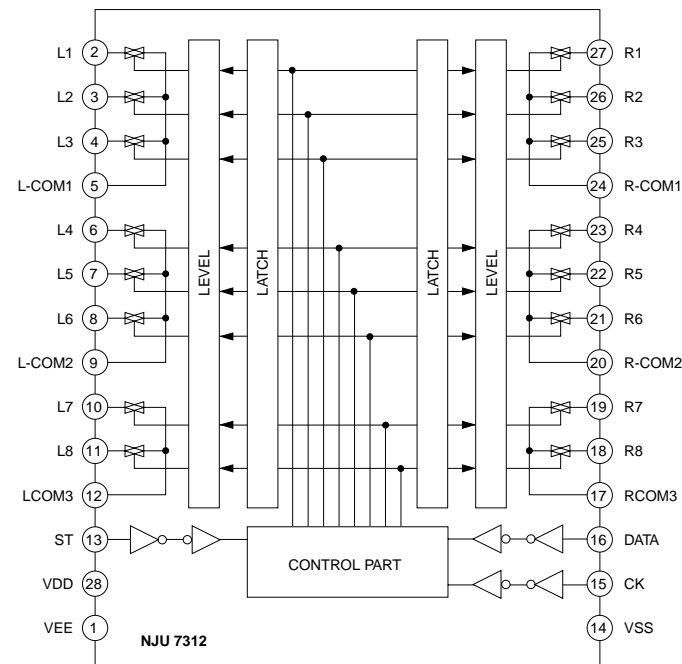 L1 2 27 R1
L2 3 26 R2
L3 4 25 R3
L-COM1 5 24 R-COM1
L4 6 23 R4
L5 7 22 R5
L6 8 21 R6
L-COM2 9 20 R-COM2
L7 10 19 R7
L8 11 18 R8
LCOM3 12 17 RCOM3
LEVEL
LATCH
LATCH
LEVEL
ST 13 16 DATA
CONTROL PART
VDD 28 15 CK
VEE 1 14 VSS
NJU 7312